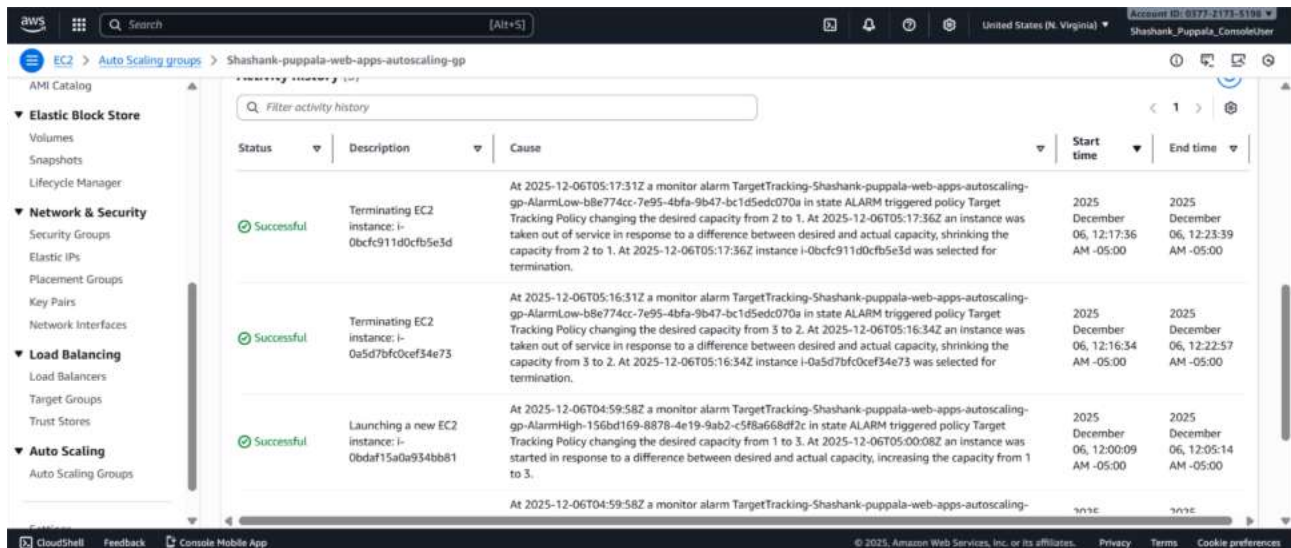 aws
Search
[Alt+S]
United States (N. Virginia)
Account ID: 0377-2173-5198
Shashank_Puppala_ConsoleUser
EC2 > Auto Scaling groups > Shashank-puppala-web-apps-autoscaling-gp
AMI Catalog
Elastic Block Store
Volumes
Snapshots
Lifecycle Manager
Network & Security
Security Groups
Elastic IPs
Placement Groups
Key Pairs
Network Interfaces
Load Balancing
Load Balancers
Target Groups
Trust Stores
Auto Scaling
Auto Scaling Groups
Activity history
Filter activity history
1
Status
Description
Cause
Start
time
End time
Successful
Terminating EC2
instance: i-
0bcfc911d0cfb5e3d
At 2025-12-06T05:17:31Z a monitor alarm TargetTracking-Shashank-puppala-web-apps-autoscaling-
gp-AlarmLow-b8e774cc-7e95-4bfa-9b47-bc1d5edc070a in state ALARM triggered policy Target
Tracking Policy changing the desired capacity from 2 to 1. At 2025-12-06T05:17:36Z an instance was
taken out of service in response to a difference between desired and actual capacity, shrinking the
capacity from 2 to 1. At 2025-12-06T05:17:36Z instance i-0bcfc911d0cfb5e3d was selected for
termination.
2025
December
06, 12:17:36
AM -05:00
2025
December
06, 12:23:39
AM -05:00
Successful
Terminating EC2
instance: i-
0a5d7bfc0cef34e73
At 2025-12-06T05:16:31Z a monitor alarm TargetTracking-Shashank-puppala-web-apps-autoscaling-
gp-AlarmLow-b8e774cc-7e95-4bfa-9b47-bc1d5edc070a in state ALARM triggered policy Target
Tracking Policy changing the desired capacity from 3 to 2. At 2025-12-06T05:16:34Z an instance was
taken out of service in response to a difference between desired and actual capacity, shrinking the
capacity from 3 to 2. At 2025-12-06T05:16:34Z instance i-0a5d7bfc0cef34e73 was selected for
termination.
2025
December
06, 12:16:34
AM -05:00
2025
December
06, 12:22:57
AM -05:00
Successful
Launching a new EC2
instance: i-
0bdaf15a0a934bb81
At 2025-12-06T04:59:58Z a monitor alarm TargetTracking-Shashank-puppala-web-apps-autoscaling-
gp-AlarmHigh-156bd169-8878-4e19-9ab2-c5f8a668df2c in state ALARM triggered policy Target
Tracking Policy changing the desired capacity from 1 to 3. At 2025-12-06T05:00:08Z an instance was
started in response to a difference between desired and actual capacity, increasing the capacity from 1
to 3.
2025
December
06, 12:00:09
AM -05:00
2025
December
06, 12:05:14
AM -05:00
At 2025-12-06T04:59:58Z a monitor alarm TargetTracking-Shashank-puppala-web-apps-autoscaling-
2025
2025
CloudShell
Feedback
Console Mobile App
© 2025, Amazon Web Services, Inc. or its affiliates.
Privacy
Terms
Cookie preferences